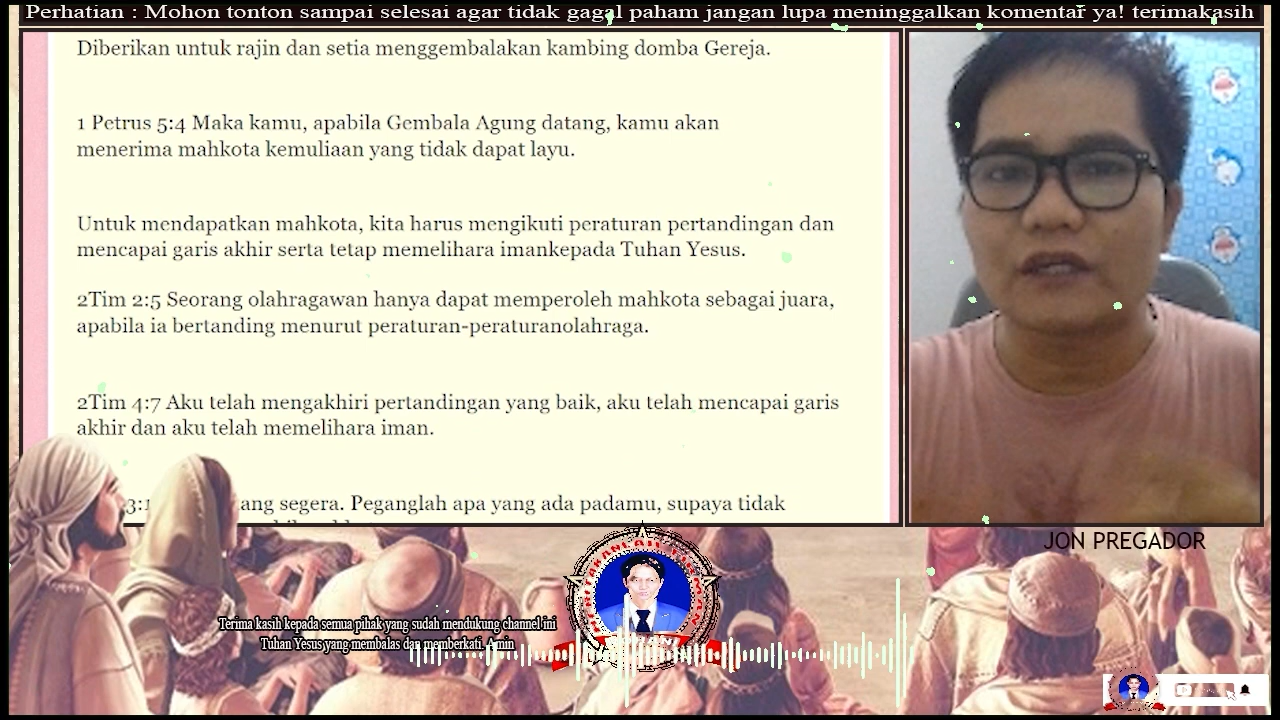 Perhatian : Mohon tonton sampai selesai agar tidak gagal paham jangan lupa meninggalkan komentar ya! terimakasih
Diberikan untuk rajin dan setia menggembalakan kambing domba Gereja.
1 Petrus 5:4 Maka kamu, apabila Gembala Agung datang, kamu akan
menerima mahkota kemuliaan yang tidak dapat layu.
Untuk mendapatkan mahkota, kita harus mengikuti peraturan pertandingan dan
mencapai garis akhir serta tetap memelihara imankepada Tuhan Yesus.
2Tim 2:5 Seorang olahragawan hanya dapat memperoleh mahkota sebagai juara,
apabila ia bertanding menurut peraturan-peraturanolahraga.
2Tim 4:7 Aku telah mengakhiri pertandingan yang baik, aku telah mencapai garis
akhir dan aku telah memelihara iman.
segera. Peganglah apa yang ada padamu, supaya tidak
JON PREGADOR
Terima kasih kepada semua pihak yang sudah mendukung channel ini
Tuhan Yesus yang membalas dan memberkati. Amin